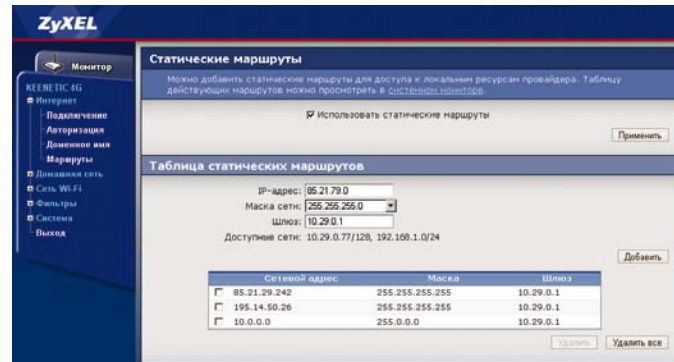 ZyXEL
Монитор
KEENETIC 4G
Интернет
Подключение
Авторизация
Доменное имя
Маршруты
Домашняя сеть
Сеть Wi-Fi
Фильтры
Система
Выход
Статические маршруты
Можно добавить статические маршруты для доступа к локальным ресурсам провайдера. Таблицу
действующих маршрутов можно просмотреть в системном мониторе.
Использовать статические маршруты
Применить
Таблица статических маршрутов
IP-адрес: 85.21.79.0
Маска сети: 255.255.255.0
Шлюз: 10.29.0.1
Доступные сети: 10.29.0.77/128, 192.168.1.0/24
Добавить
Сетевой адрес Маска Шлюз
85.21.29.242 255.255.255.255 10.29.0.1
195.14.50.26 255.255.255.255 10.29.0.1
10.0.0.0 255.0.0.0 10.29.0.1
Удалить Удалить все